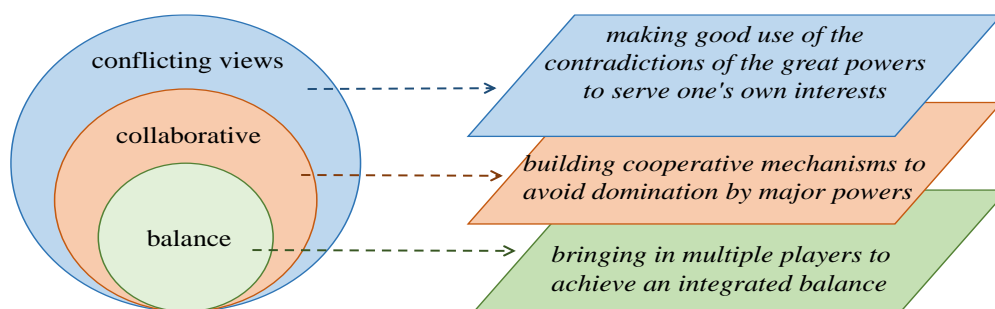 conflicting views
making good use of the
contradictions of the great powers
to serve one's own interests
collaborative
building cooperative mechanisms to
avoid domination by major powers
balance
bringing in multiple players to
achieve an integrated balance